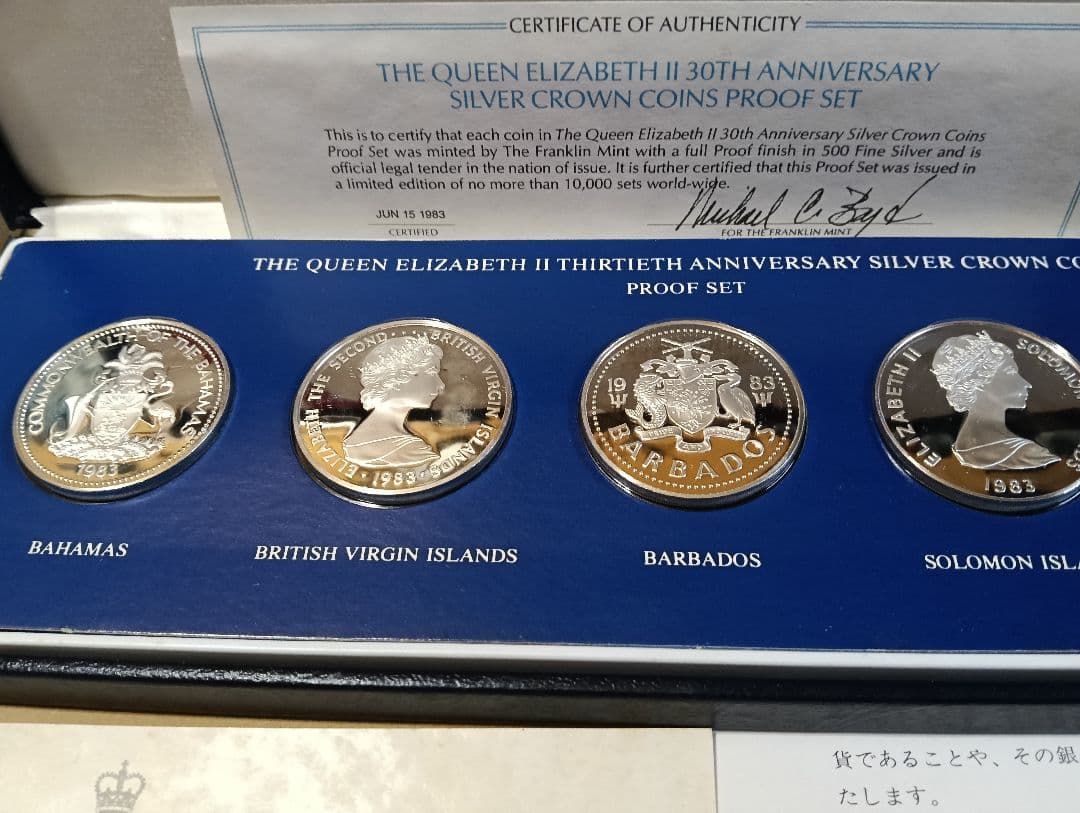 CERTIFICATE OF AUTHENTICITY
THE QUEEN ELIZABETH II 30TH ANNIVERSARY
SILVER CROWN COINS PROOF SET
This is to certify that each coin in The Queen Elizabeth II 30th Anniversary Silver Crown Coins
Proof Set was minted by The Franklin Mint with a full Proof finish in 500 Fine Silver and is
official legal tender in the nation of issue. It is further certified that this Proof Set was issued in
a limited edition of no more than 10,000 sets world-wide.
JUN 15 1983
CERTIFIED
Michael C. Boyd
FOR THE FRANKLIN MINT
THE QUEEN ELIZABETH II THIRTIETH ANNIVERSARY SILVER CROWN CO
PROOF SET
COMMONWEALTH OF THE BAHAMAS
1983
ELIZABETH THE SECOND · BRITISH VIRGIN ISLANDS
· 1983 ·
19 83
BARBADOS
ELIZABETH II SOLOMON
1983
BAHAMAS
BRITISH VIRGIN ISLANDS
BARBADOS
SOLOMON ISLA
貨であることや、その銀
たします。